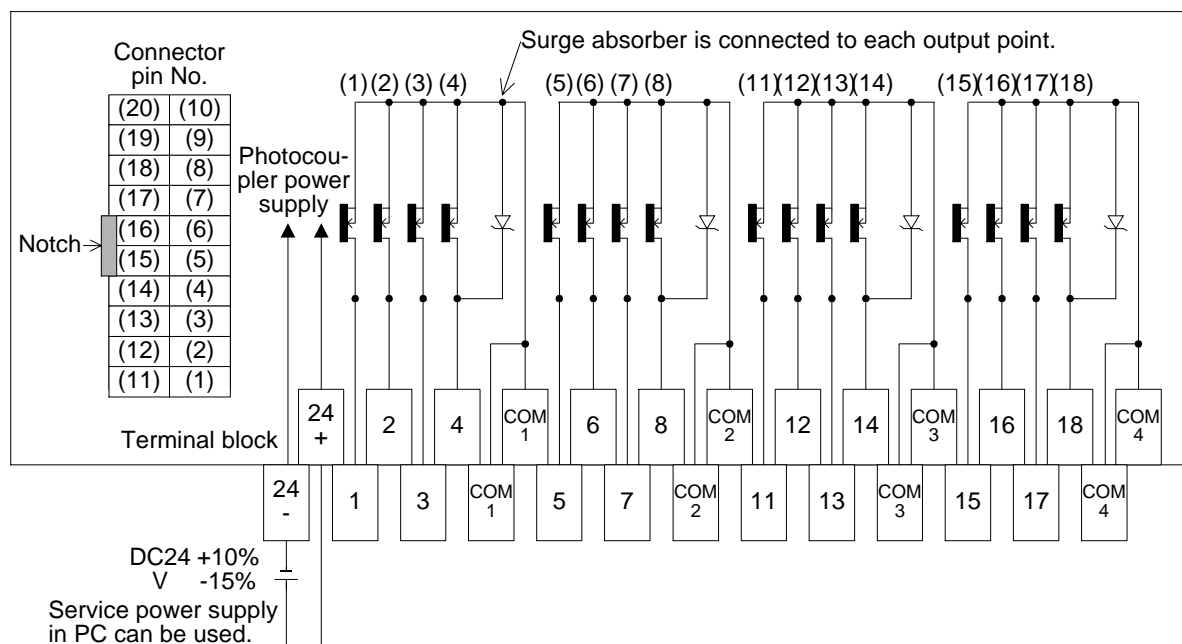 Surge absorber is connected to each output point.
Connector
pin No.
(20) (10)
(19) (9)
(18) (8)
(17) (7)
(16) (6)
(15) (5)
(14) (4)
(13) (3)
(12) (2)
(11) (1)
Notch
Photocou-
pler power
supply
(1) (2) (3) (4) (5) (6) (7) (8) (11) (12) (13) (14) (15) (16) (17) (18)
Terminal block
24
+
2
4
COM
1
6
8
COM
2
12
14
COM
3
16
18
COM
4
24
-
1
3
COM
1
5
7
COM
2
11
13
COM
3
15
17
COM
4
DC24 +10%
V -15%
Service power supply
in PC can be used.